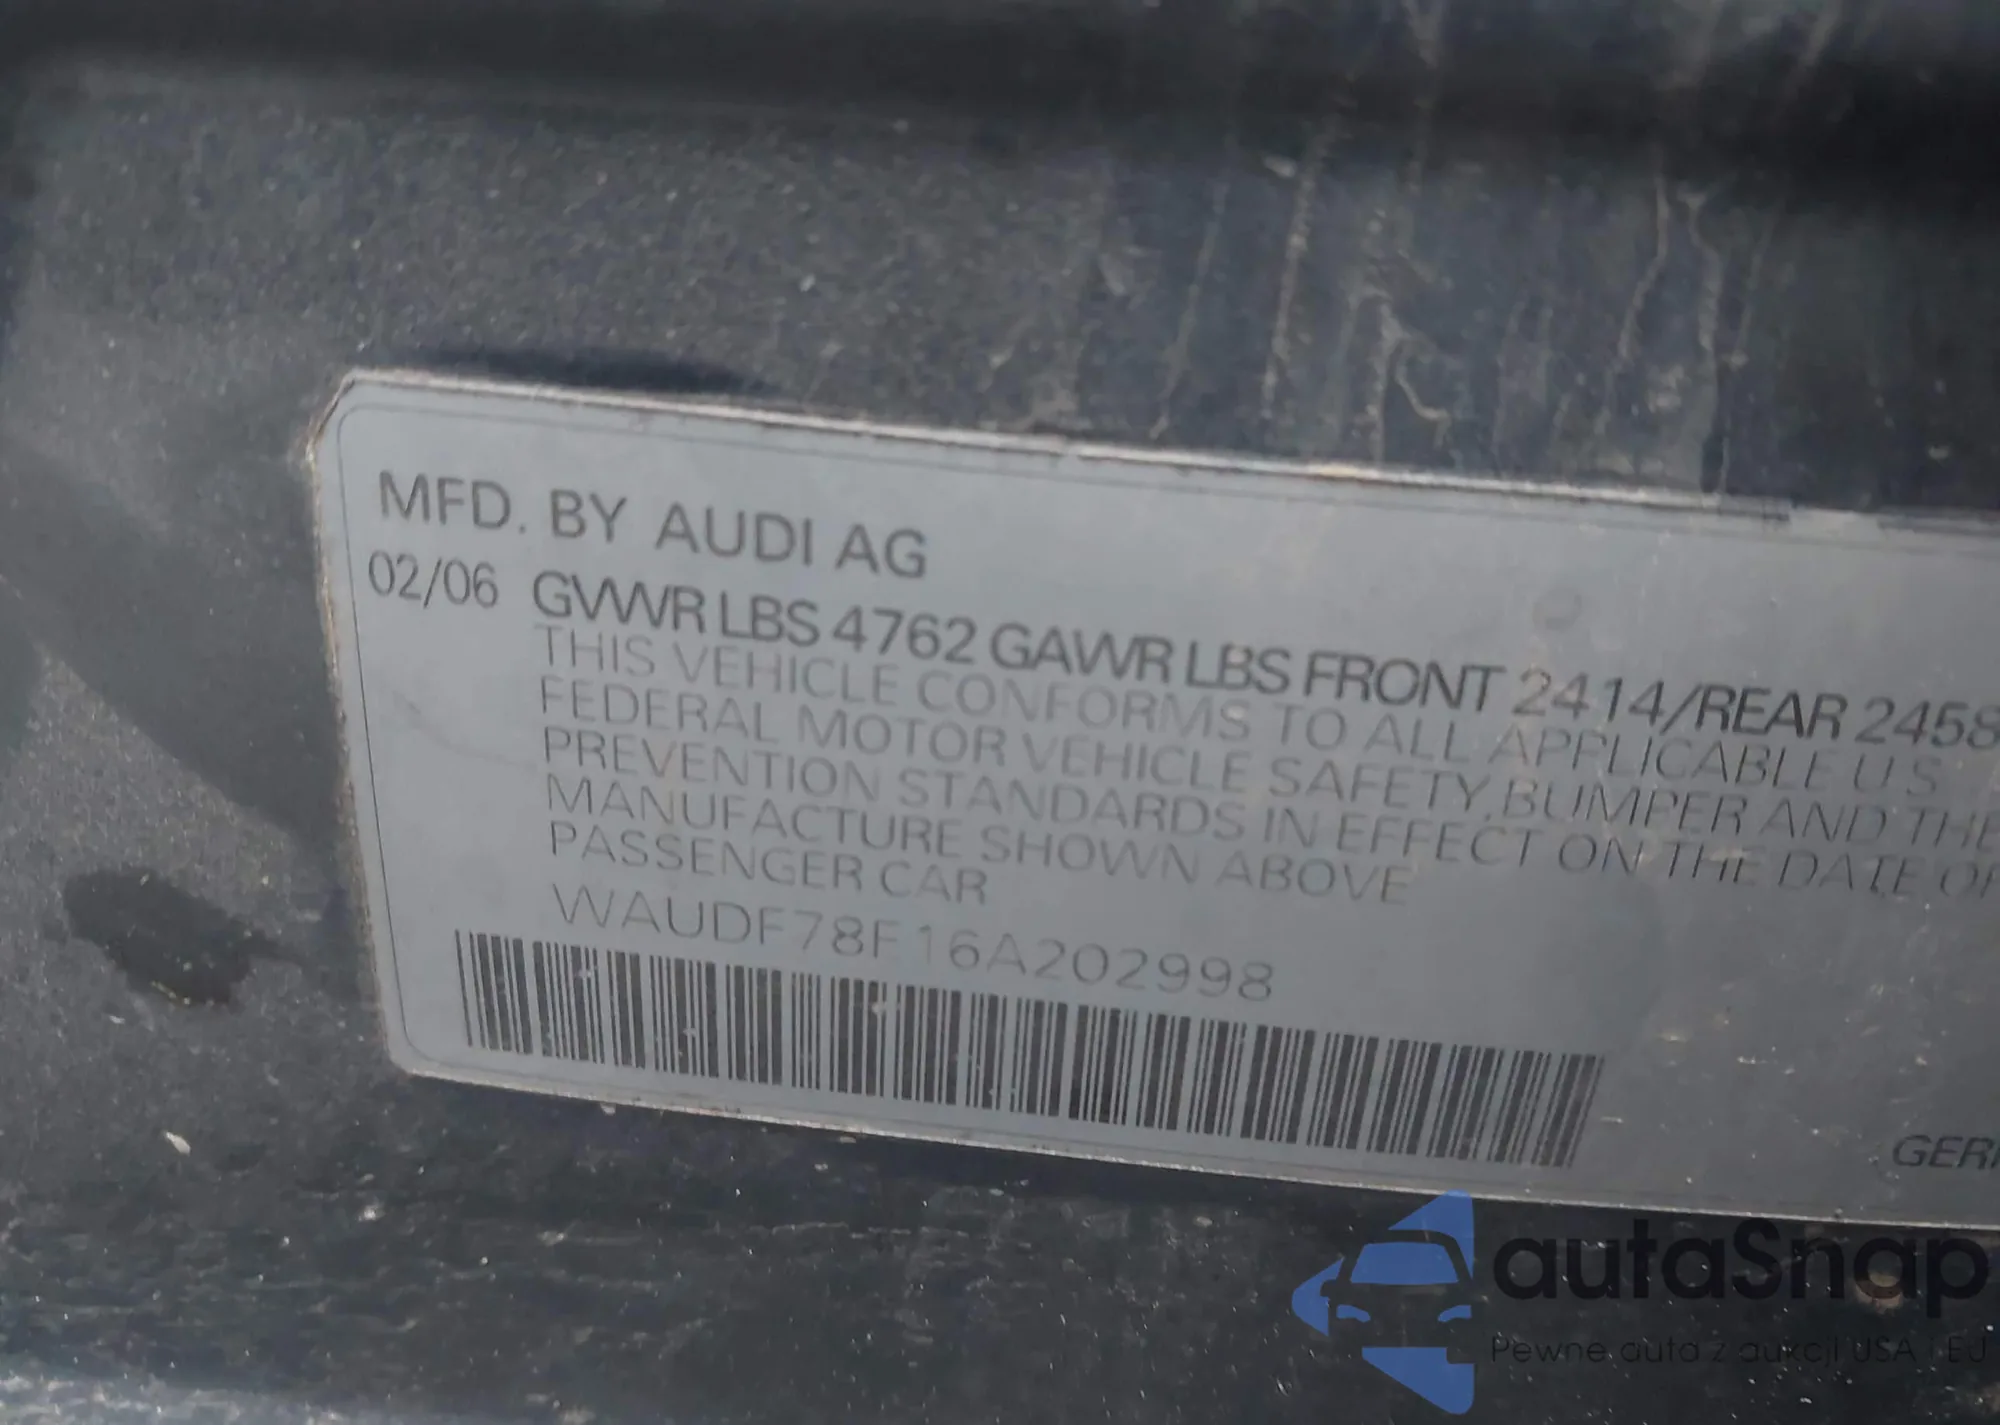 MFD. BY AUDI AG
02/06 GVWR LBS 4762 GAWR LBS FRONT 2414/REAR 2458
THIS VEHICLE CONFORMS TO ALL APPLICABLE U S
FEDERAL MOTOR VEHICLE SAFETY,BUMPER AND THE
PREVENTION STANDARDS IN EFFECT ON THE DATE OF
MANUFACTURE SHOWN ABOVE
PASSENGER CAR
WAUDF78F16A202998
GERM
autaSnap
Pewne auta z aukcji USA i EU